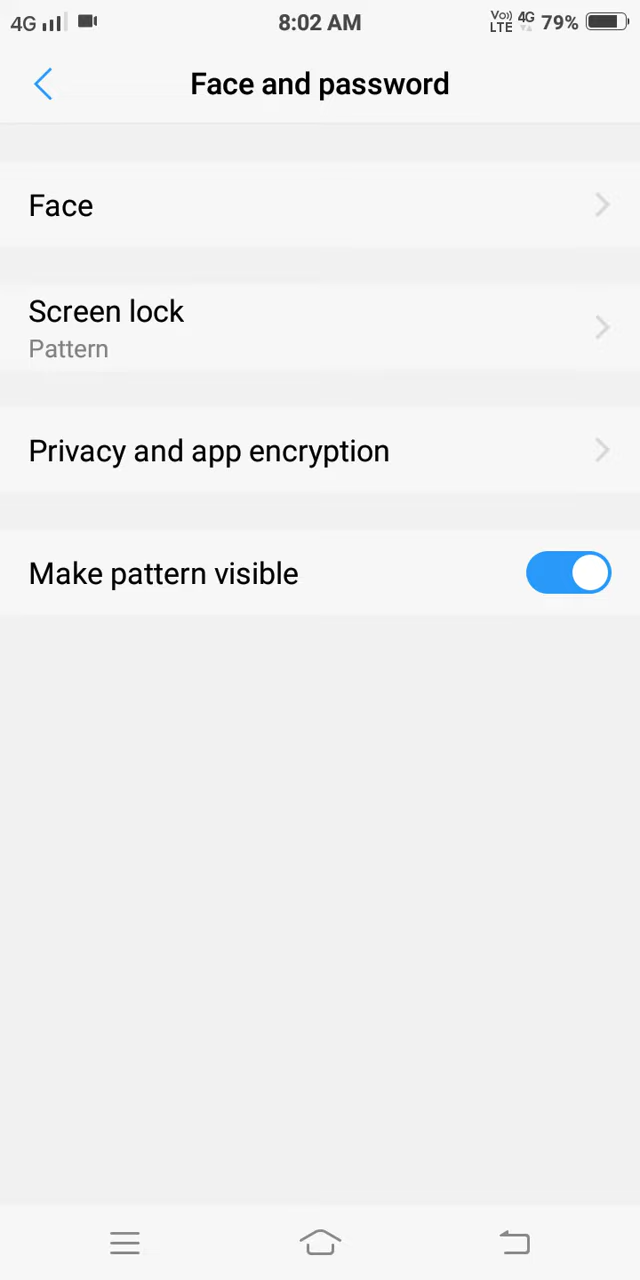 4G 8:02 AM Vo)) LTE 4G 79%
Face and password
Face
Screen lock
Pattern
Privacy and app encryption
Make pattern visible